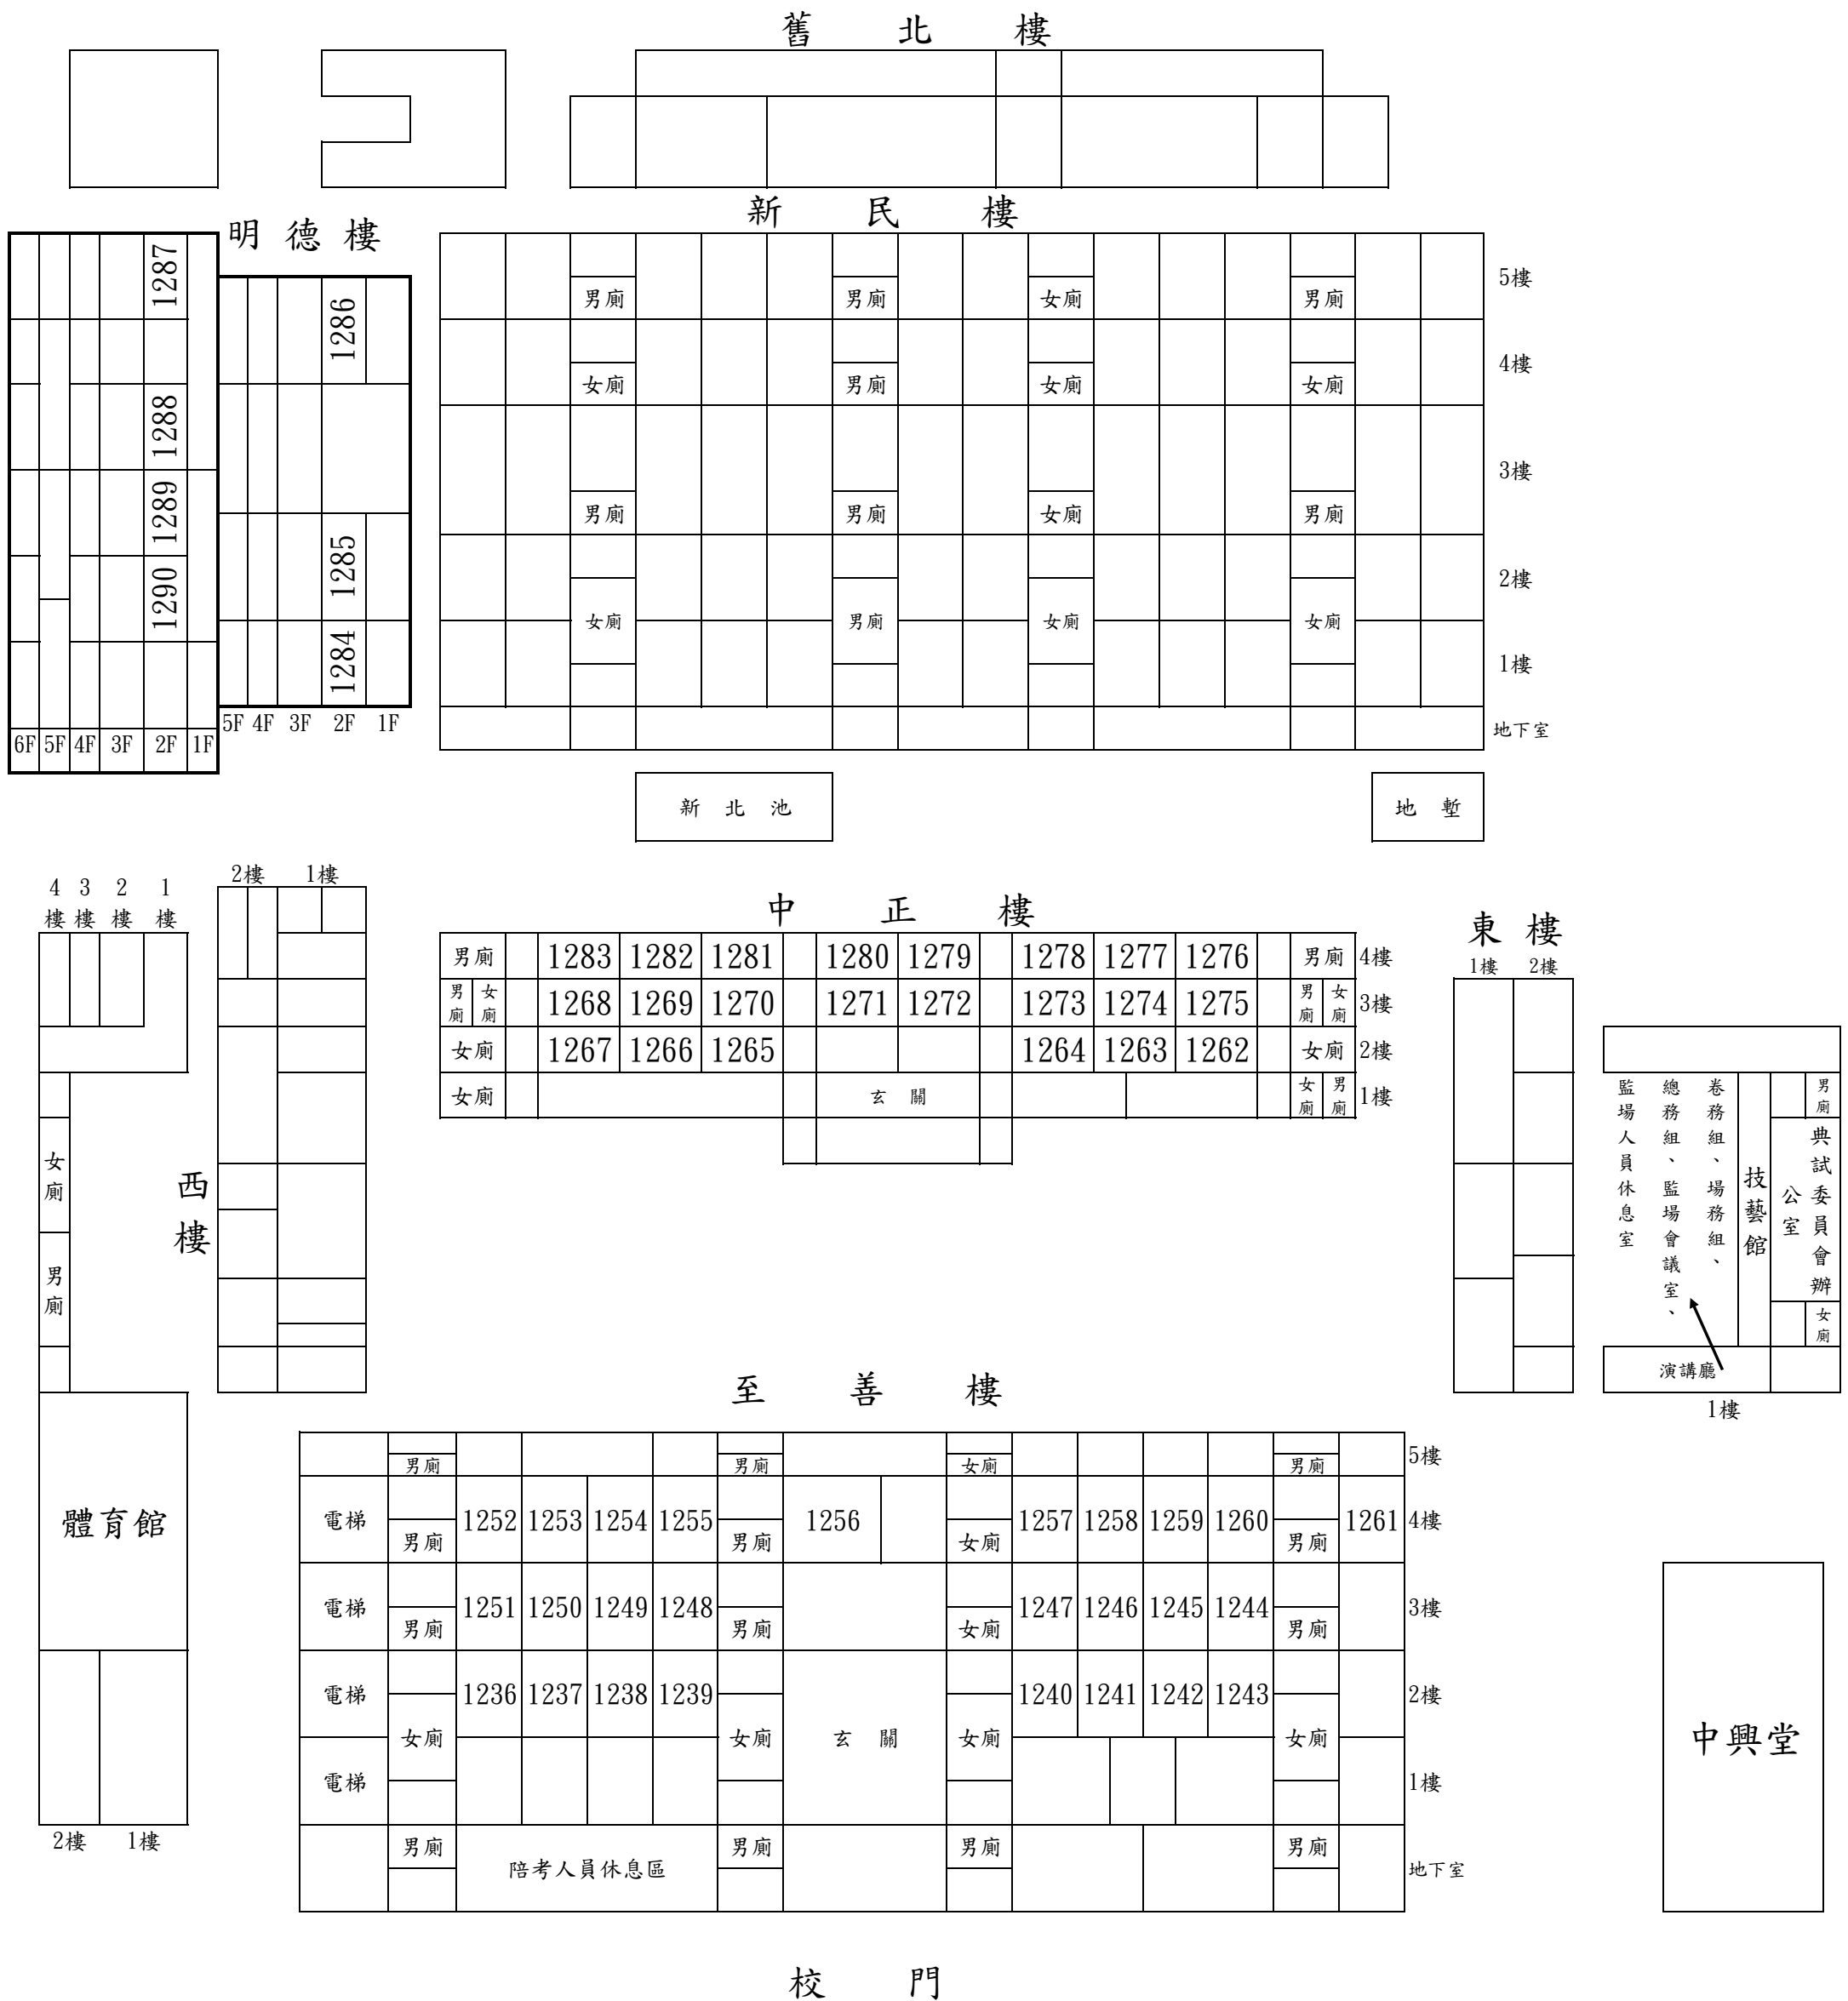 舊 北 樓
新 民 樓
明 德 樓
1287
1288
1289
1290
6F 5F 4F 3F 2F 1F
1286
1285
1284
5F 4F 3F 2F 1F
男廁 男廁 女廁 男廁 5樓
女廁 男廁 女廁 女廁 4樓
男廁 男廁 女廁 男廁 3樓
2樓
女廁 男廁 女廁 女廁
1樓
地下室
新 北 池
地 塹
4樓 3樓 2樓 1樓
女廁
男廁
體育館
2樓 1樓
2樓 1樓
西樓
中 正 樓
男廁 1283 1282 1281 1280 1279 1278 1277 1276 男廁 4樓
男廁 女廁 1268 1269 1270 1271 1272 1273 1274 1275 男廁 女廁 3樓
女廁 1267 1266 1265 1264 1263 1262 女廁 2樓
女廁 玄 關 女廁 男廁 1樓
東 樓
1樓 2樓
男廁
典試委員會辦
公室
女廁
技藝館
卷務組、場務組、
總務組、監場會議室、
監場人員休息室
演講廳
1樓
至 善 樓
男廁 男廁 女廁 男廁 5樓
電梯 男廁 1252 1253 1254 1255 男廁 1256 女廁 1257 1258 1259 1260 男廁 1261 4樓
電梯 男廁 1251 1250 1249 1248 男廁 女廁 1247 1246 1245 1244 男廁 3樓
電梯 1236 1237 1238 1239 1240 1241 1242 1243 2樓
女廁 女廁 玄 關 女廁 女廁
電梯 1樓
男廁 陪考人員休息區 男廁 男廁 男廁 地下室
中興堂
校 門